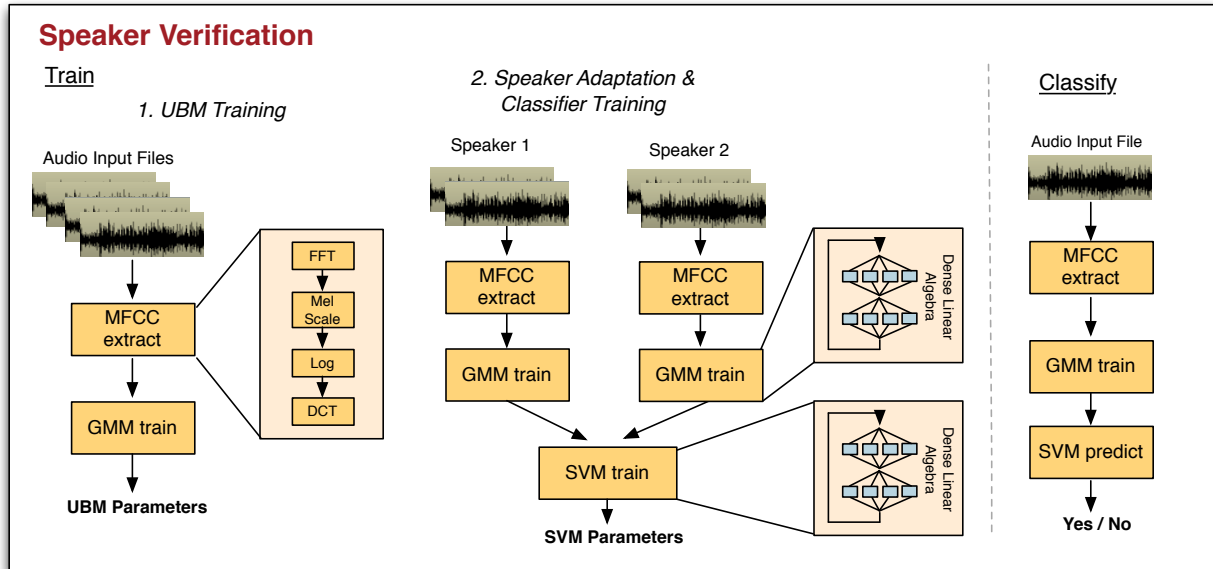 Speaker Verification
Train
1. UBM Training
Audio Input Files
MFCC
extract
GMM train
UBM Parameters
FFT
Mel
Scale
Log
DCT
2. Speaker Adaptation &
Classifier Training
Speaker 1
Speaker 2
MFCC
extract
MFCC
extract
GMM train
GMM train
SVM train
SVM Parameters
Dense Linear
Algebra
Dense Linear
Algebra
Classify
Audio Input File
MFCC
extract
GMM train
SVM predict
Yes / No